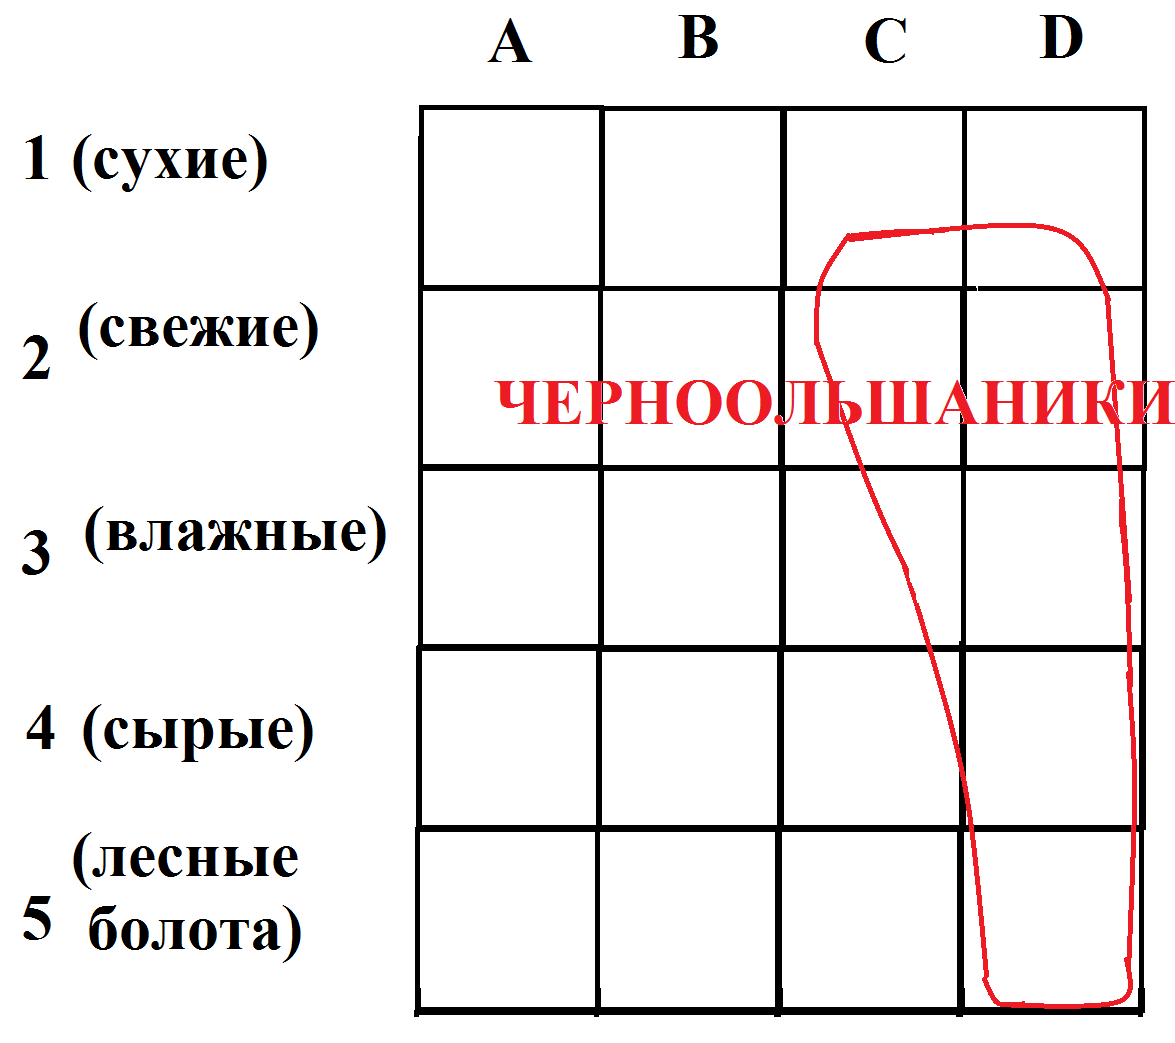 A B C D
1 (сухие)
2 (свежие)
ЧЕРНООЛЬШАНИКИ
3 (влажные)
4 (сырые)
(лесные
5 болота)